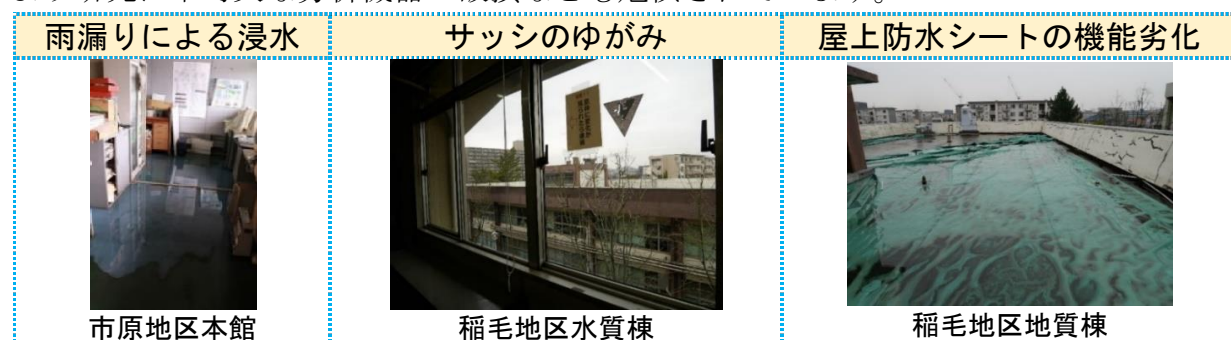 雨漏りによる浸水
サッシのゆがみ
屋上防水シートの機能劣化
市原地区本館
稲毛地区水質棟
稲毛地区地質棟